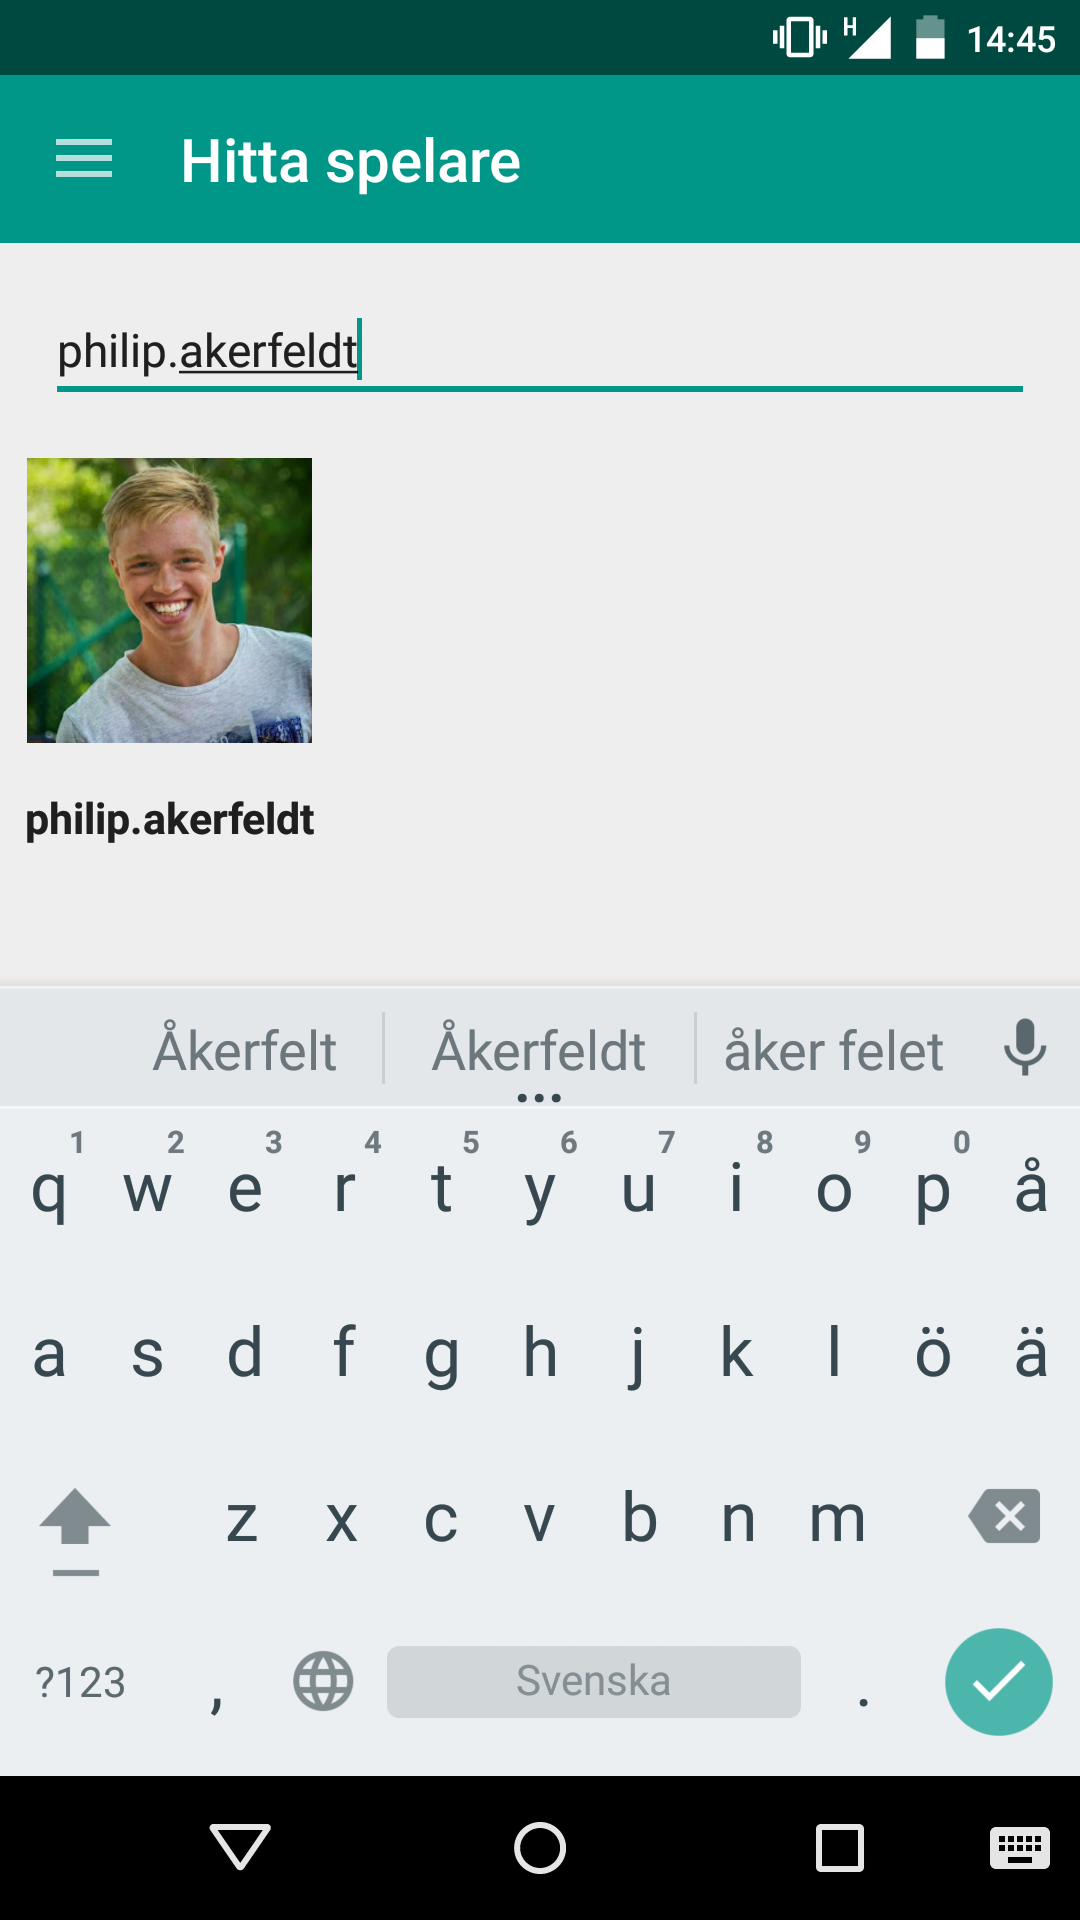 H 14:45
Hitta spelare
philip.akerfeldt
philip.akerfeldt
Åkerfelt Åkerfeldt åker felet
1 2 3 4 5 6 7 8 9 0
q w e r t y u i o p å
a s d f g h j k l ö ä
z x c v b n m
?123 , Svenska .